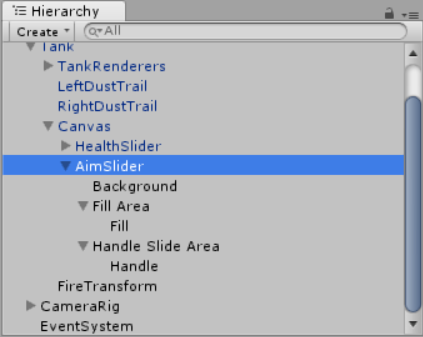 Hierarchy
Create All
Tank
TankRenderers
LeftDustTrail
RightDustTrail
Canvas
HealthSlider
AimSlider
Background
Fill Area
Fill
Handle Slide Area
Handle
FireTransform
CameraRig
EventSystem